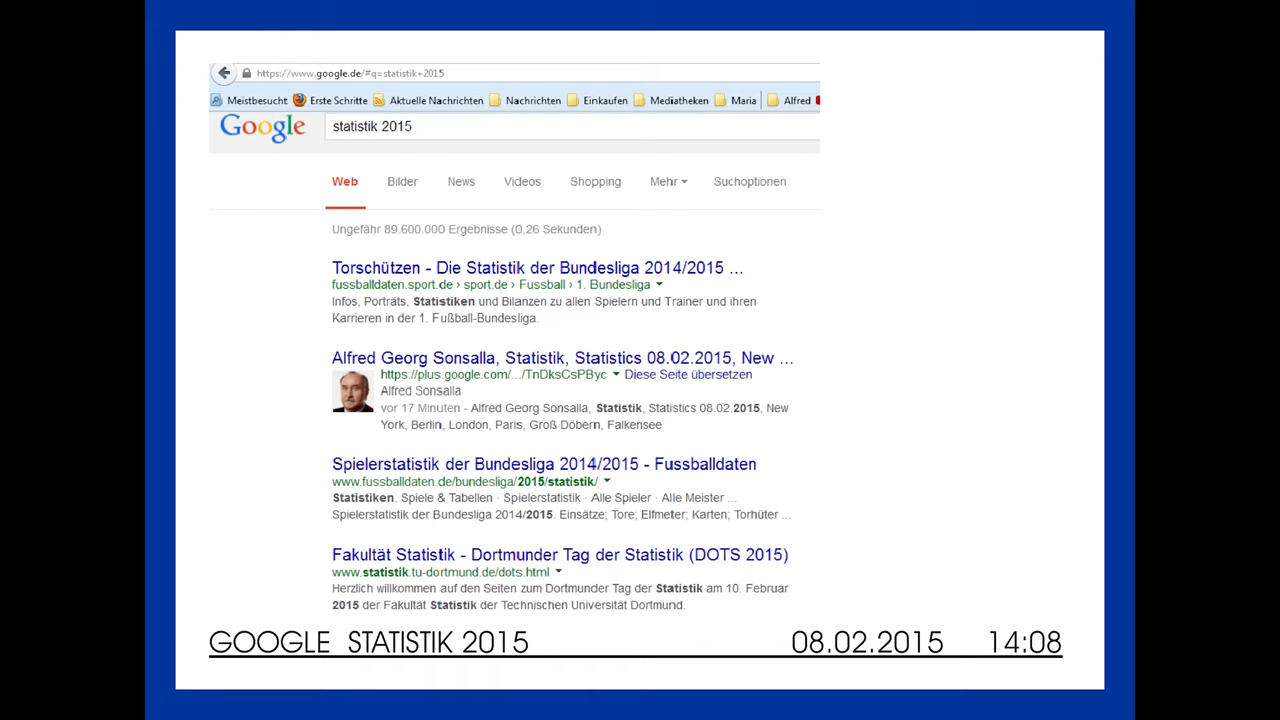 https://www.google.de/#q=statistik+2015
Meistbesucht Erste Schritte Aktuelle Nachrichten Nachrichten Einkaufen Mediatheken Maria Alfred
Google statistik 2015
Web Bilder News Videos Shopping Mehr Suchoptionen
Ungefähr 89.600.000 Ergebnisse (0,26 Sekunden)
Torschützen - Die Statistik der Bundesliga 2014/2015 ...
fussballdaten.sport.de › sport.de › Fussball › 1. Bundesliga
Infos, Porträts, Statistiken und Bilanzen zu allen Spielern und Trainer und ihren
Karrieren in der 1. Fußball-Bundesliga.
Alfred Georg Sonsalla, Statistik, Statistics 08.02.2015, New ...
https://plus.google.com/.../TnDksCsPByc Diese Seite übersetzen
Alfred Sonsalla
vor 17 Minuten - Alfred Georg Sonsalla, Statistik, Statistics 08.02.2015, New
York, Berlin, London, Paris, Groß Döbern, Falkensee
Spielerstatistik der Bundesliga 2014/2015 - Fussballdaten
www.fussballdaten.de/bundesliga/2015/statistik/
Statistiken. Spiele & Tabellen · Spielerstatistik · Alle Spieler · Alle Meister ...
Spielerstatistik der Bundesliga 2014/2015. Einsätze; Tore; Elfmeter; Karten; Torhüter ...
Fakultät Statistik - Dortmunder Tag der Statistik (DOTS 2015)
www.statistik.tu-dortmund.de/dots.html
Herzlich willkommen auf den Seiten zum Dortmunder Tag der Statistik am 10. Februar
2015 der Fakultät Statistik der Technischen Universität Dortmund.
GOOGLE STATISTIK 2015 08.02.2015 14:08